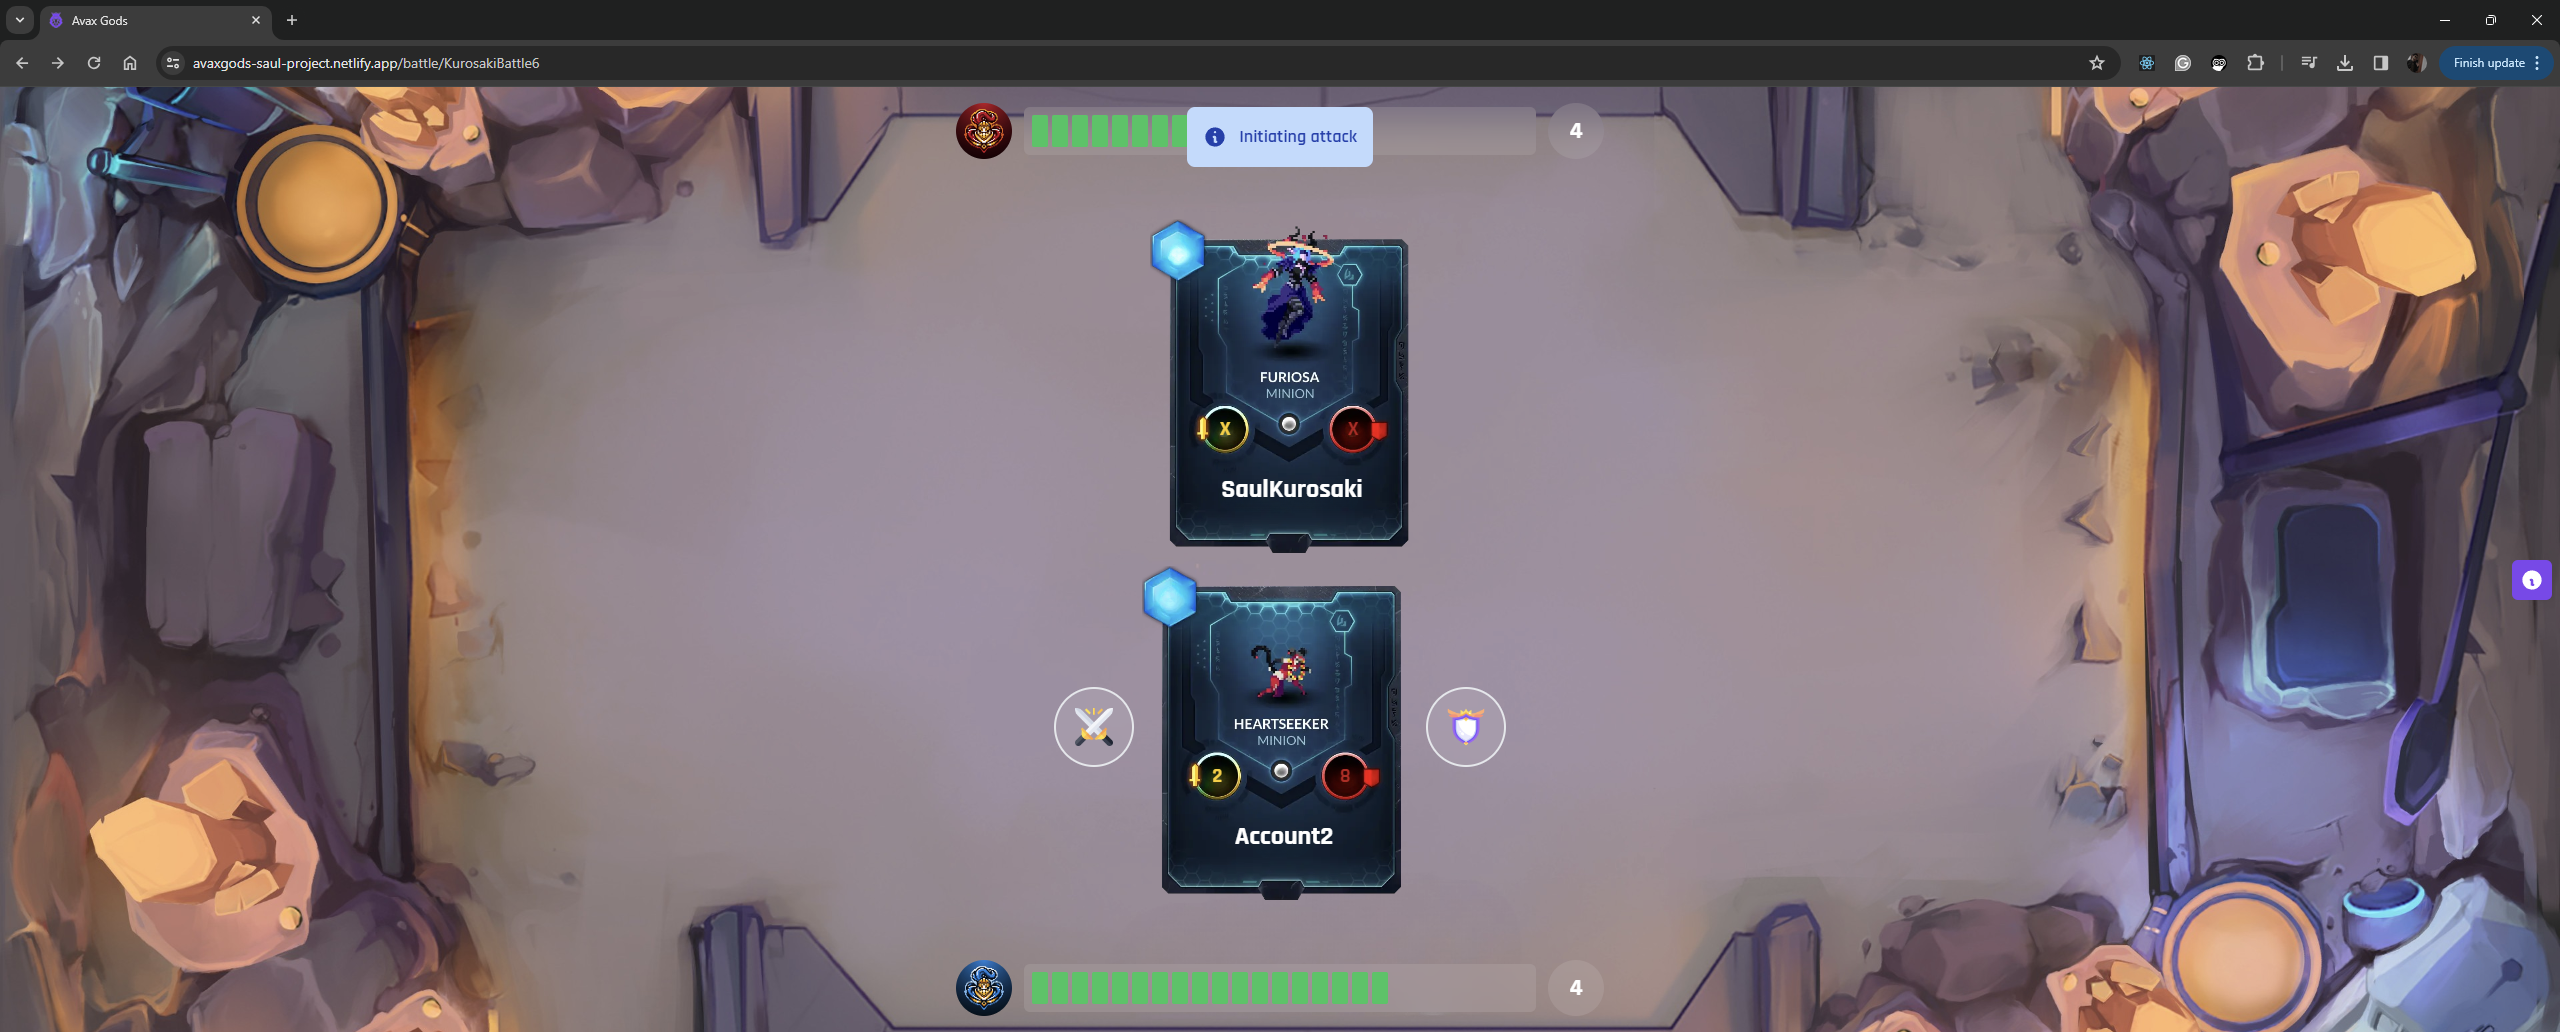 Avax Gods
avaxgods-saul-project.netlify.app/battle/KurosakiBattle6
Finish update
Initiating attack
4
FURIOSA
MINION
X X
SaulKurosaki
HEARTSEEKER
MINION
2 8
Account2
4